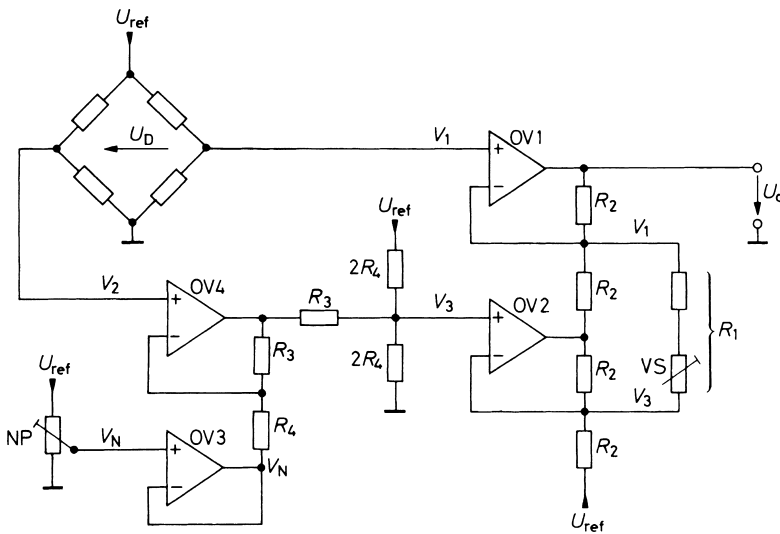 U_ref
U_D
V_1
OV1
U_a
R_2
V_1
U_ref
2R_4
V_2
OV4
R_3
V_3
OV2
R_2
R_1
R_3
2R_4
R_2
VS
V_3
U_ref
R_4
NP
V_N
OV3
V_N
R_2
U_ref